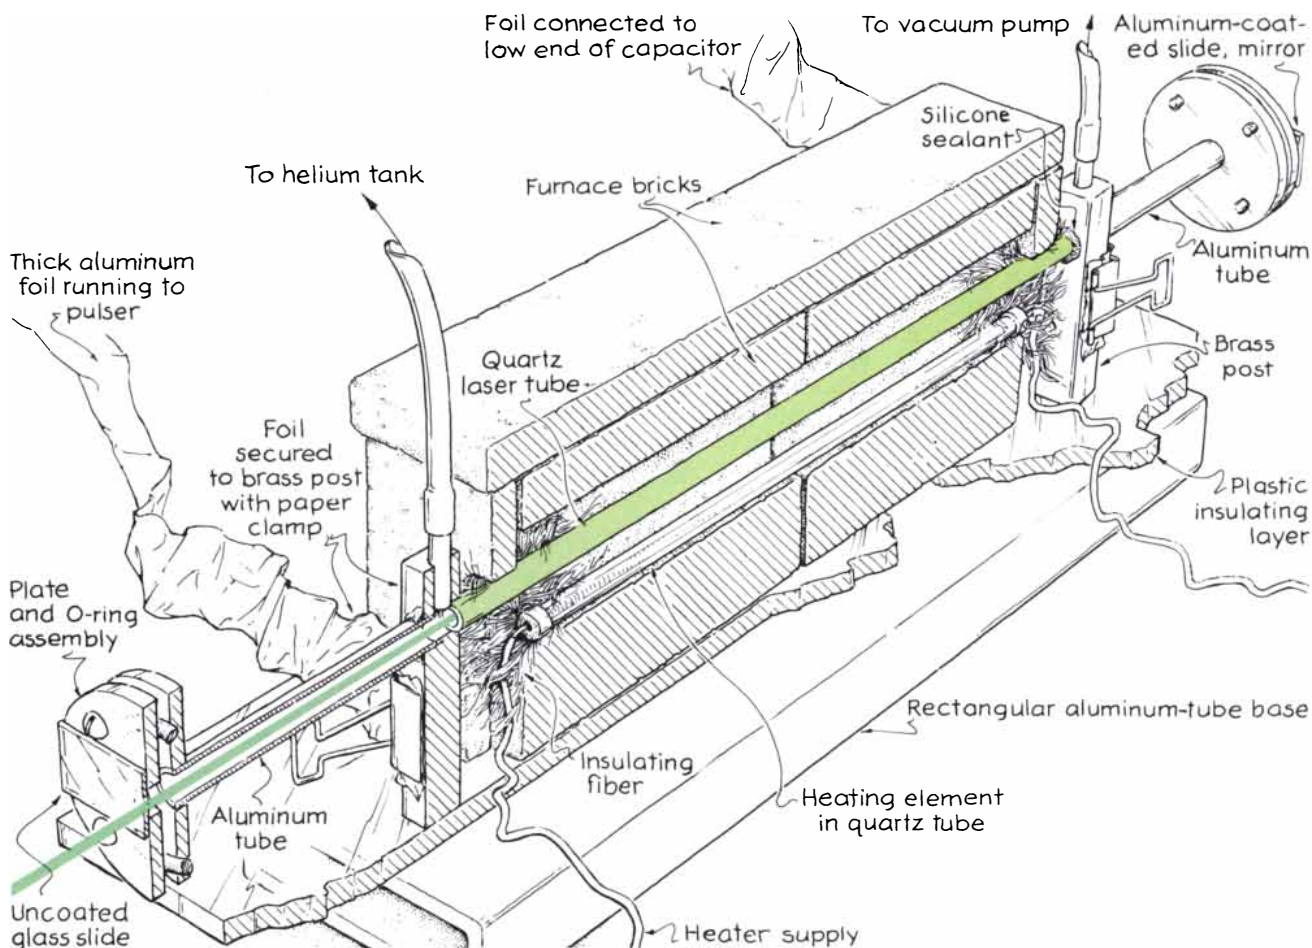 Foil connected to
low end of capacitor
To vacuum pump
Aluminum-coat-
ed slide, mirror
Silicone
sealant
To helium tank
Furnace bricks
Thick aluminum
foil running to
pulser
Aluminum
tube
Quartz
laser tube
Brass
post
Foil
secured
to brass post
with paper
clamp
Plastic
insulating
layer
Plate
and O-ring
assembly
Rectangular aluminum-tube base
Insulating
fiber
Heating element
in quartz tube
Aluminum
tube
Uncoated
glass slide
Heater supply